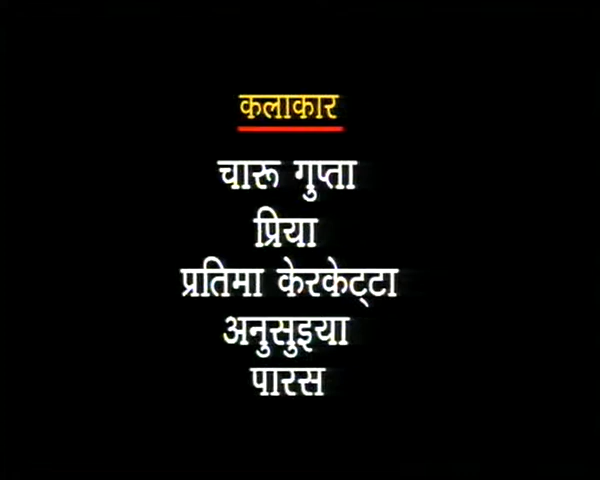 कलाकार
चारू गुप्ता
प्रिया
प्रतिमा केरकेट्टा
अनुसुइया
पारस